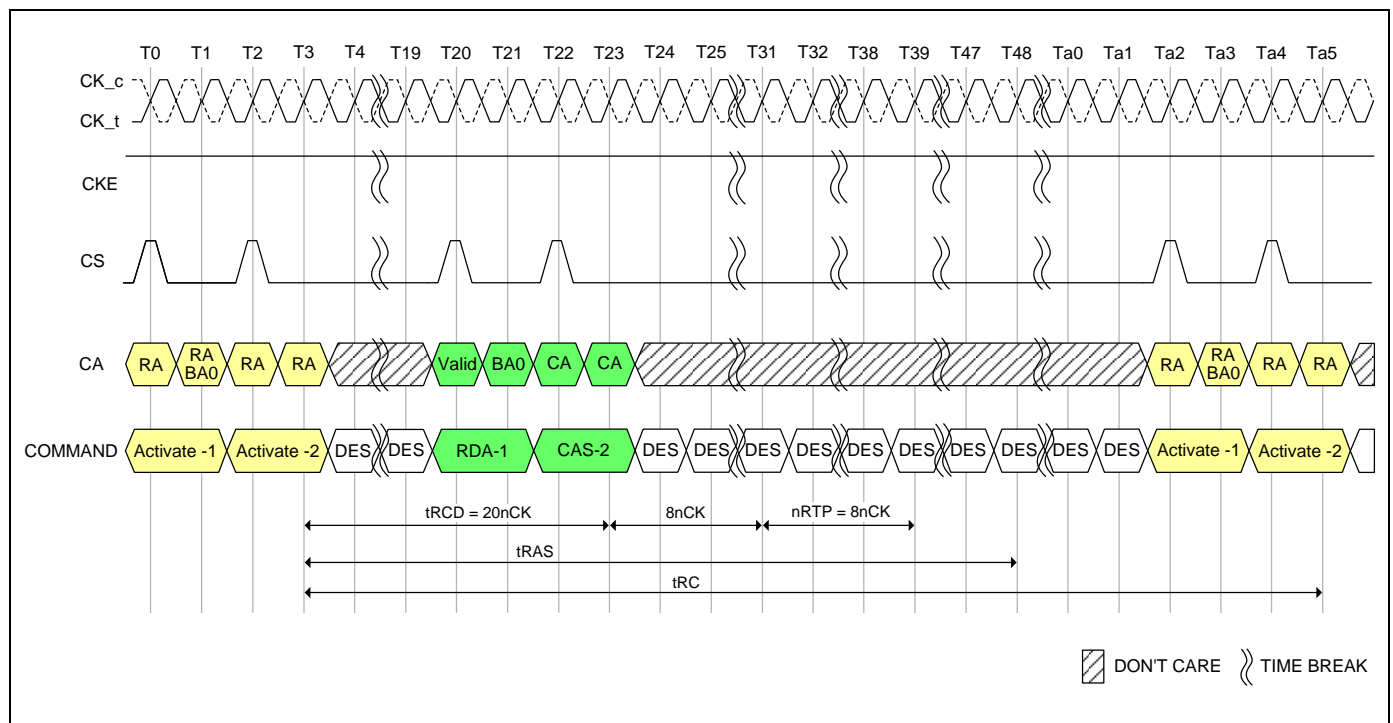 T0 T1 T2 T3 T4 T19 T20 T21 T22 T23 T24 T25 T31 T32 T38 T39 T47 T48 Ta0 Ta1 Ta2 Ta3 Ta4 Ta5
CK_c
CK_t
CKE
CS
CA RA RA BA0 RA RA Valid BA0 CA CA RA RA BA0 RA RA
COMMAND Activate -1 Activate -2 DES DES RDA-1 CAS-2 DES DES DES DES DES DES DES DES DES DES Activate -1 Activate -2
tRCD = 20nCK 8nCK nRTP = 8nCK
tRAS
tRC
DON'T CARE TIME BREAK